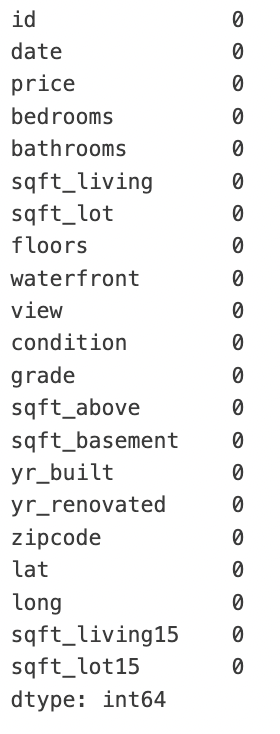 id 0
date 0
price 0
bedrooms 0
bathrooms 0
sqft_living 0
sqft_lot 0
floors 0
waterfront 0
view 0
condition 0
grade 0
sqft_above 0
sqft_basement 0
yr_built 0
yr_renovated 0
zipcode 0
lat 0
long 0
sqft_living15 0
sqft_lot15 0
dtype: int64